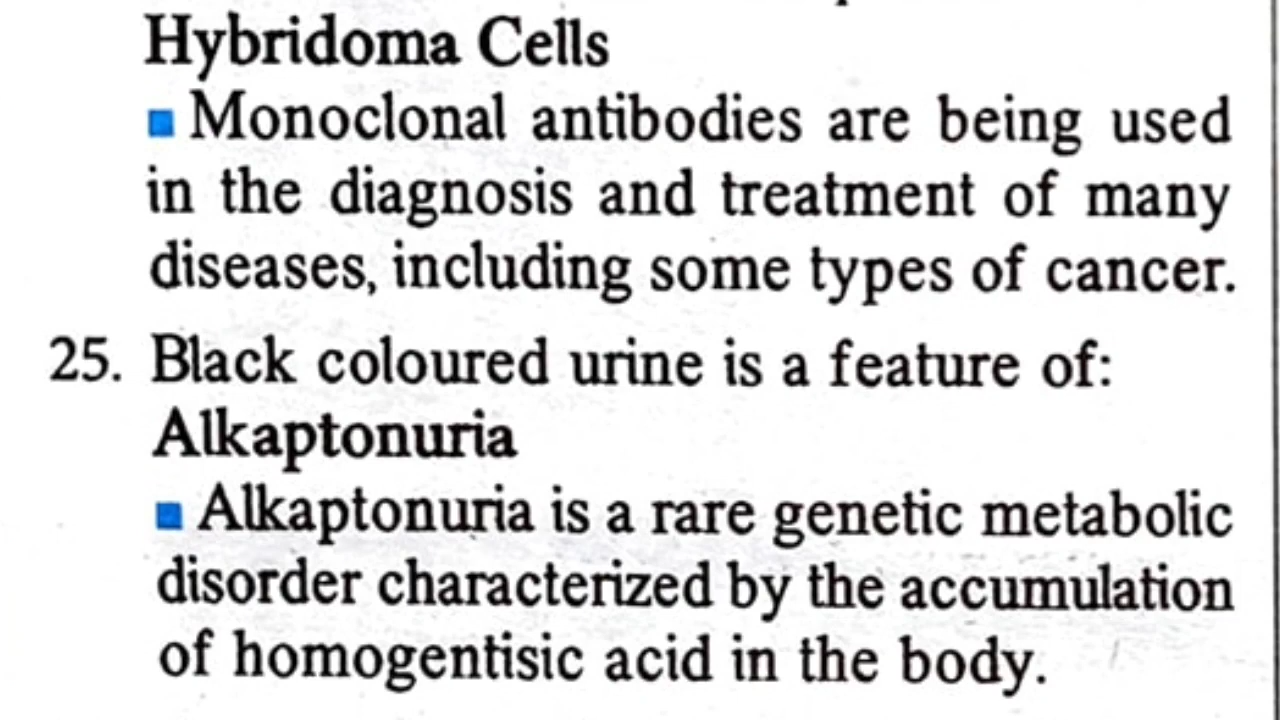 Hybridoma Cells
▪ Monoclonal antibodies are being used
in the diagnosis and treatment of many
diseases, including some types of cancer.
25. Black coloured urine is a feature of:
Alkaptonuria
▪ Alkaptonuria is a rare genetic metabolic
disorder characterized by the accumulation
of homogentisic acid in the body.